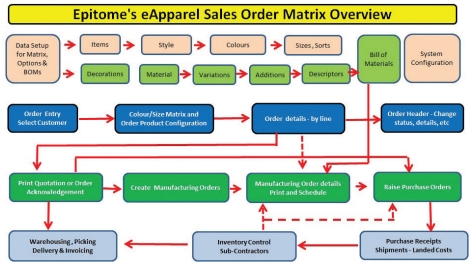 Epitome's eApparel Sales Order Matrix Overview
Data Setup
for Matrix,
Options &
BOMs
Items
Style
Colours
Sizes, Sorts
Bill of
Materials
System
Configuration
Decorations
Material
Variations
Additions
Descriptors
Order Entry
Select Customer
Colour/Size Matrix and
Order Product Configuration
Order details - by line
Order Header - Change
status, details, etc
Print Quotation or Order
Acknowledgement
Create Manufacturing Orders
Manufacturing Order details
Print and Schedule
Raise Purchase Orders
Warehousing, Picking
Delivery & Invoicing
Inventory Control
Sub-Contractors
Purchase Receipts
Shipments - Landed Costs